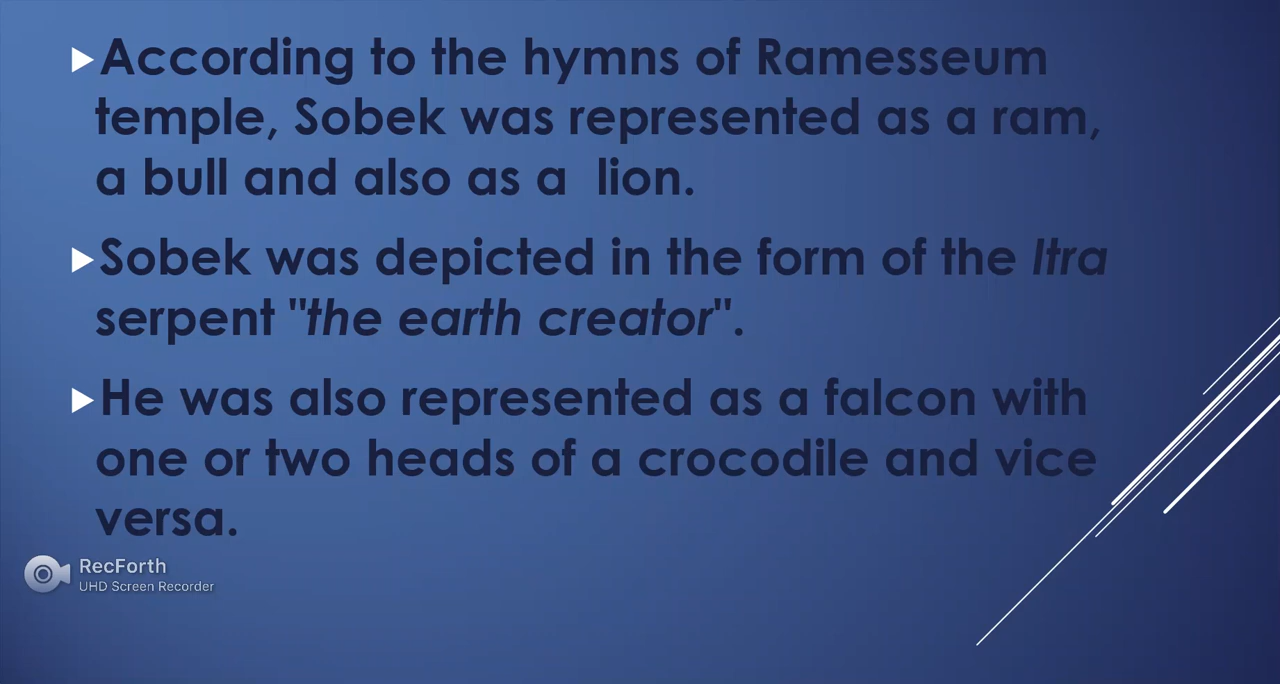 According to the hymns of Ramesseum
temple, Sobek was represented as a ram,
a bull and also as a lion.
Sobek was depicted in the form of the Itra
serpent "the earth creator".
He was also represented as a falcon with
one or two heads of a crocodile and vice
versa.
RecForth
UHD Screen Recorder